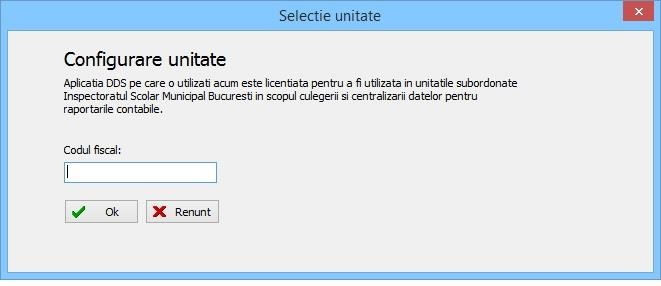 Selectie unitate
Configurare unitate
Aplicatia DDS pe care o utilizati acum este licentiata pentru a fi utilizata in unitatile subordonate
Inspectoratul Scolar Municipal Bucuresti in scopul culegerii si centralizarii datelor pentru
raportarile contabile.
Codul fiscal:
Ok
Renunt